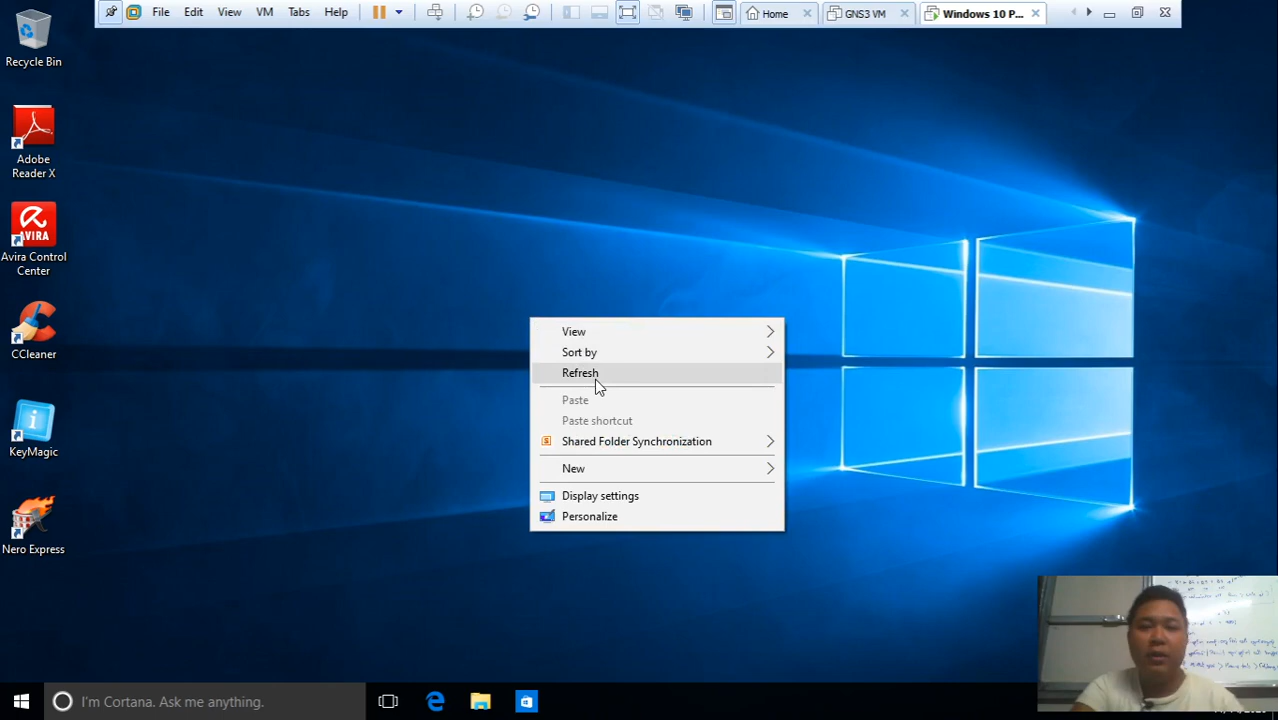 File Edit View VM Tabs Help
Home
GNS3 VM
Windows 10 P...
Recycle Bin
Adobe
Reader X
AVIRA
Avira Control
Center
CCleaner
KeyMagic
Nero Express
View
Sort by
Refresh
Paste
Paste shortcut
Shared Folder Synchronization
New
Display settings
Personalize
I'm Cortana. Ask me anything.